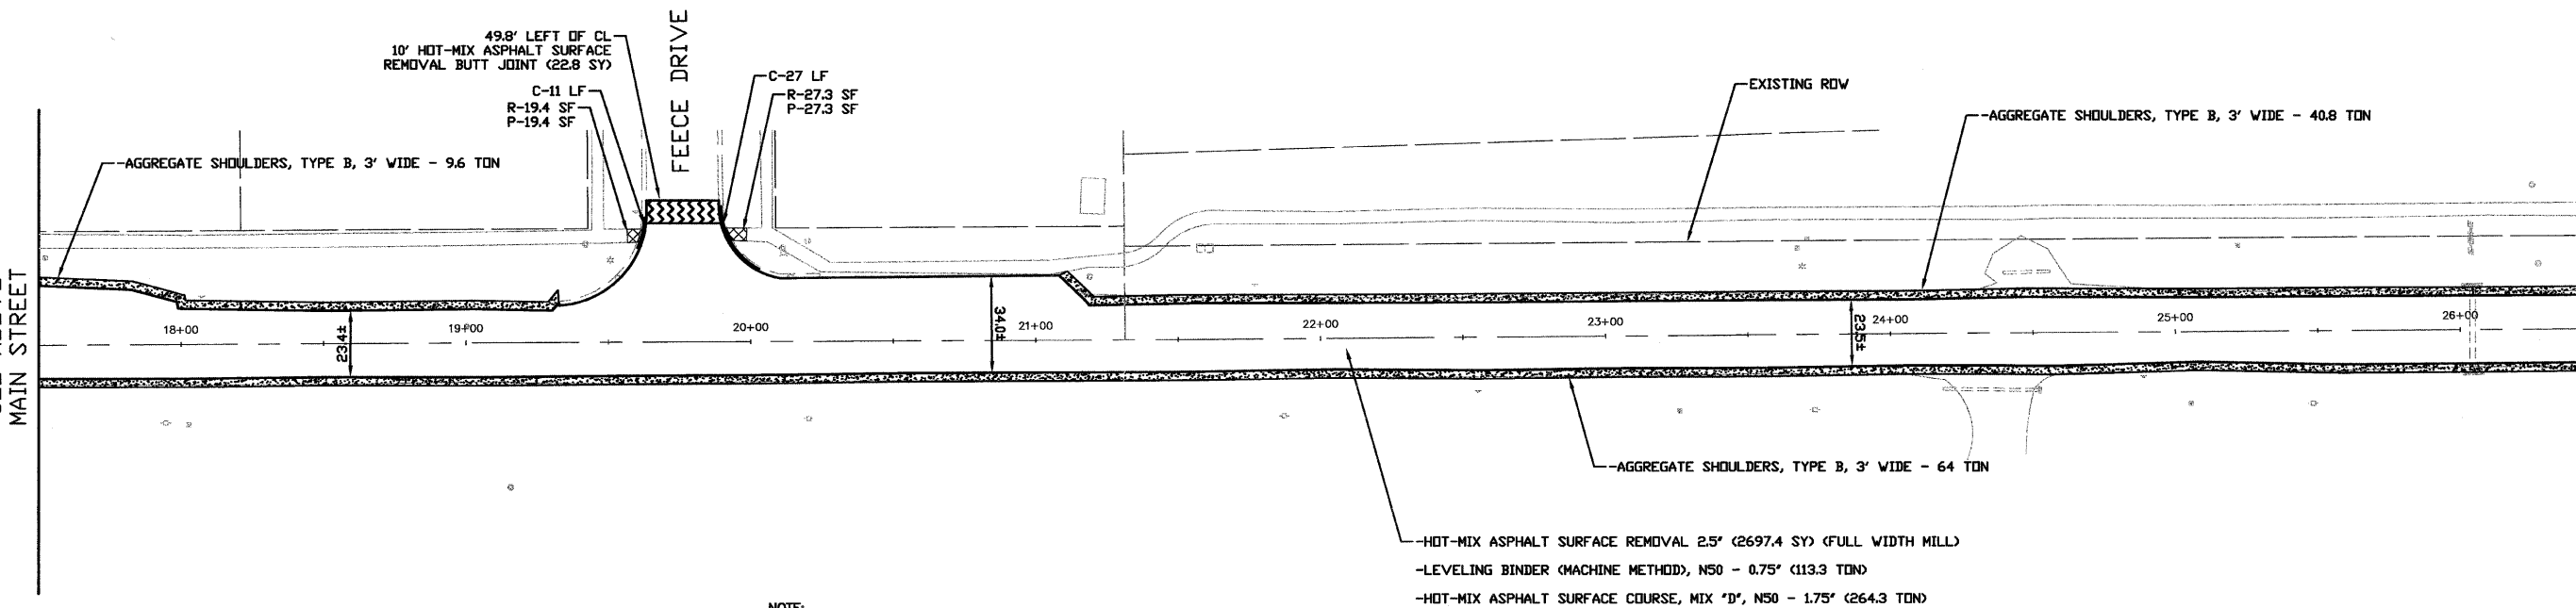 49.8' LEFT OF CL
10' HOT-MIX ASPHALT SURFACE
REMOVAL BUTT JOINT (22.8 SY)
FEECE DRIVE
C-11 LF
R-19.4 SF
P-19.4 SF
C-27 LF
R-27.3 SF
P-27.3 SF
EXISTING ROW
-AGGREGATE SHOULDERS, TYPE B, 3' WIDE - 40.8 TON
-AGGREGATE SHOULDERS, TYPE B, 3' WIDE - 9.6 TON
MAIN STREET
18+00
19+00
20+00
21+00
22+00
23+00
24+00
25+00
26+00
23.4±
34.0±
23.5±
-AGGREGATE SHOULDERS, TYPE B, 3' WIDE - 64 TON
-HOT-MIX ASPHALT SURFACE REMOVAL 2.5" (2697.4 SY) (FULL WIDTH MILL)
-LEVELING BINDER (MACHINE METHOD), N50 - 0.75" (113.3 TON)
-HOT-MIX ASPHALT SURFACE COURSE, MIX "D", N50 - 1.75" (264.3 TON)
NOTE: